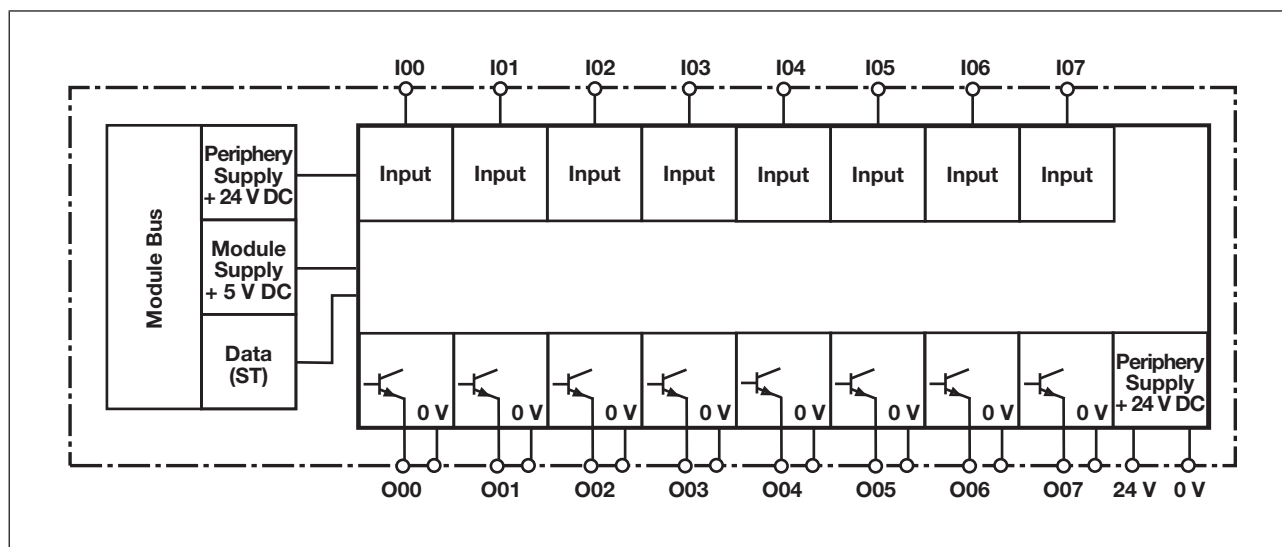 I00 I01 I02 I03 I04 I05 I06 I07
Module Bus
Periphery
Supply
+ 24 V DC
Module
Supply
+ 5 V DC
Data
(ST)
Input Input Input Input Input Input Input Input
0 V 0 V 0 V 0 V 0 V 0 V 0 V 0 V
Periphery
Supply
+ 24 V DC
O00 O01 O02 O03 O04 O05 O06 O07 24 V 0 V